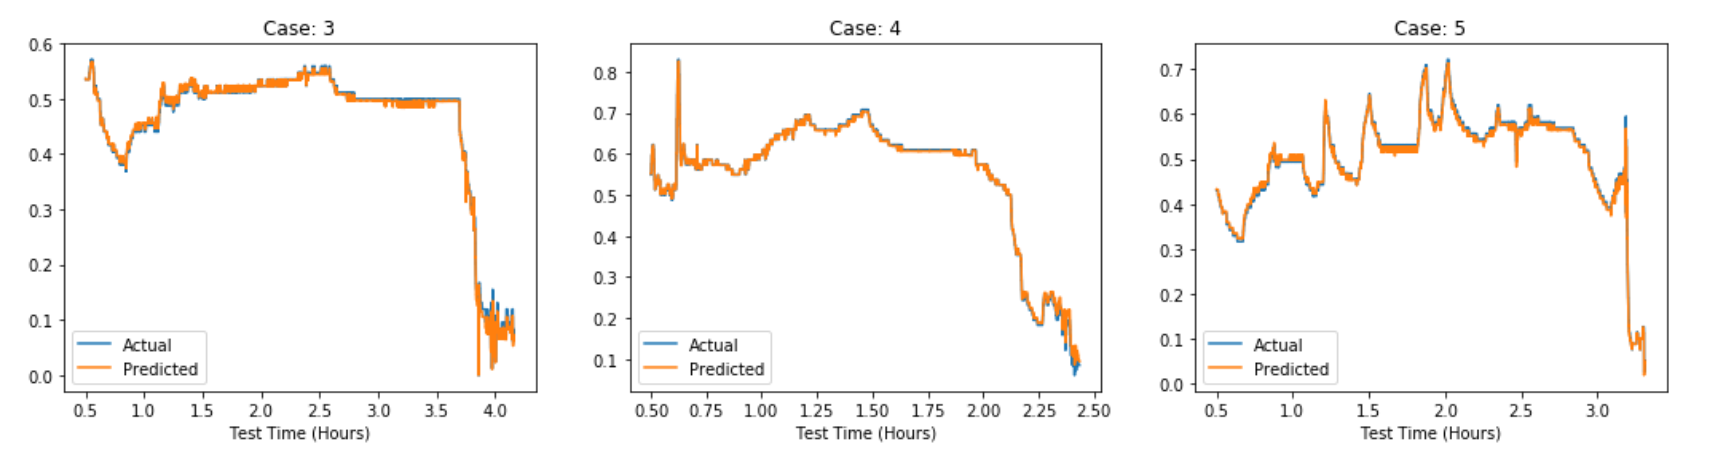 Case: 3
0.6
0.5
0.4
0.3
0.2
0.1
0.0
Actual
Predicted
0.5 1.0 1.5 2.0 2.5 3.0 3.5 4.0
Test Time (Hours)
Case: 4
0.8
0.7
0.6
0.5
0.4
0.3
0.2
0.1
Actual
Predicted
0.50 0.75 1.00 1.25 1.50 1.75 2.00 2.25 2.50
Test Time (Hours)
Case: 5
0.7
0.6
0.5
0.4
0.3
0.2
0.1
0.0
Actual
Predicted
0.5 1.0 1.5 2.0 2.5 3.0
Test Time (Hours)